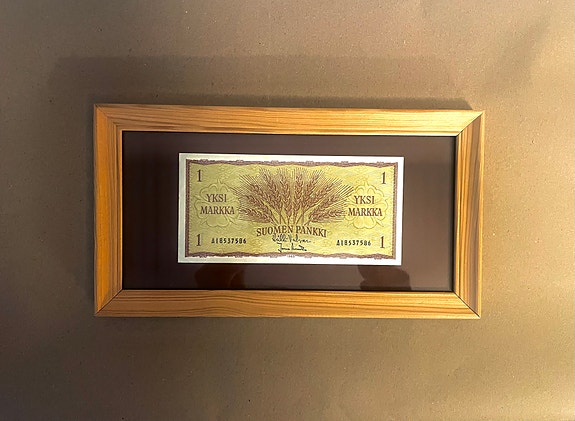 1 1
YKSI MARKKA
YKSI MARKKA
SUOMEN PANKKI
1 A18537586
A18537586 1